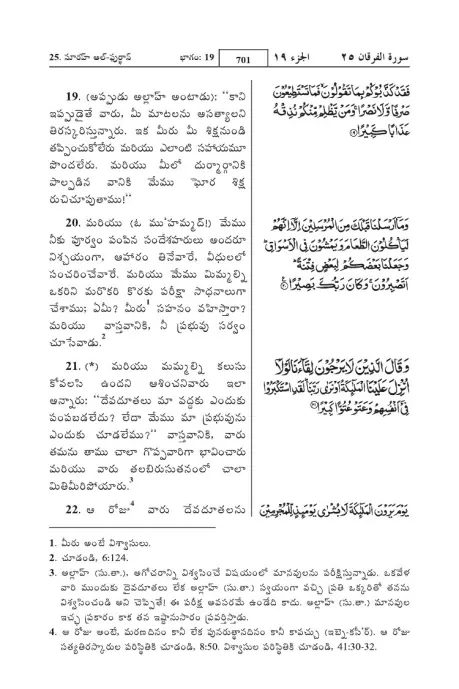 25. సూరహ్ అల్-ఫుర్ఖాన్ భాగం: 19 701 الجزء ١٩ سورة الفرقان ٢٥
19. (అప్పుడు అల్లాహ్ అంటాడు): "కాని
ఇప్పుడైతే వారు, మీ మాటలను అసత్యాలని
తిరస్కరిస్తున్నారు. ఇక మీరు మీ శిక్షనుండి
తప్పించుకోలేరు మరియు ఎలాంటి సహాయమూ
పొందలేరు. మరియు మీలో దుర్మార్గానికి
పాల్పడిన వానికి మేము ఘోర శిక్ష
రుచిచూపుతాము!"
فَقَدْ كَذَّبُوكُمْ بِمَا تَقُولُونَ فَمَا تَسْتَطِيعُونَ
صَرْفًا وَلَا نَصْرًا وَمَنْ يَظْلِمْ مِنْكُمْ نُذِقْهُ
عَذَابًا كَبِيرًا
20. మరియు (ఓ ము'హమ్మద్!) మేము
నీకు పూర్వం పంపిన సందేశహరులు అందరూ
నిశ్చయంగా, ఆహారం తినేవారే, వీధులలో
సంచరించేవారే. మరియు మేము మిమ్మల్ని
ఒకరిని మరొకరి కొరకు పరీక్షా సాధనాలుగా
చేశాము; ఏమీ? మీరు1 సహనం వహిస్తారా?
మరియు వాస్తవానికి, నీ ప్రభువు సర్వం
చూసేవాడు.2
وَمَا أَرْسَلْنَا قَبْلَكَ مِنَ الْمُرْسَلِينَ إِلَّا إِنَّهُمْ
لَيَأْكُلُونَ الطَّعَامَ وَيَمْشُونَ فِي الْأَسْوَاقِ
وَجَعَلْنَا بَعْضَكُمْ لِبَعْضٍ فِتْنَةً
أَتَصْبِرُونَ وَكَانَ رَبُّكَ بَصِيرًا
21. (*) మరియు మమ్మల్ని కలుసు
కోవలసి ఉందని ఆశించనివారు ఇలా
అన్నారు: "దేవదూతలు మా వద్దకు ఎందుకు
పంపబడలేదు? లేదా మేము మా ప్రభువును
ఎందుకు చూడలేము?" వాస్తవానికి, వారు
తమను తాము చాలా గొప్పవారిగా భావించారు
మరియు వారు తలబిరుసుతనంలో చాలా
మితిమీరిపోయారు.3
وَقَالَ الَّذِينَ لَا يَرْجُونَ لِقَاءَنَا لَوْلَا
أُنْزِلَ عَلَيْنَا الْمَلَائِكَةُ أَوْ نَرَى رَبَّنَا لَقَدِ اسْتَكْبَرُوا
فِي أَنْفُسِهِمْ وَعَتَوْا عُتُوًّا كَبِيرًا
22. ఆ రోజు4 వారు దేవదూతలను
يَوْمَ يَرَوْنَ الْمَلَائِكَةَ لَا بُشْرَى يَوْمَئِذٍ لِلْمُجْرِمِينَ
1. మీరు అంటే విశ్వాసులు.
2. చూడండి, 6:124.
3. అల్లాహ్ (సు.తా.), అగోచరాన్ని విశ్వసించే విషయంలో మానవులను పరీక్షిస్తున్నాడు. ఒకవేళ
వారి ముందుకు దైవదూతలు లేక అల్లాహ్ (సు.తా.) స్వయంగా వచ్చి ప్రతి ఒక్కరితో తనను
విశ్వసించండి అని చెప్పితే! ఈ పరీక్ష అవసరమే ఉండేది కాదు. అల్లాహ్ (సు.తా.) మానవుల
ఇచ్ఛ ప్రకారం కాక తన ఇష్టానుసారం ప్రవర్తిస్తాడు.
4. ఆ రోజు అంటే, మరణదినం కానీ లేక పునరుత్థానదినం కానీ కావచ్చు (ఇబ్నె-కసీ'ర్). ఆ రోజు
సత్యతిరస్కారుల పరిస్థితికి చూడండి, 8:50. విశ్వాసుల పరిస్థితికి చూడండి, 41:30-32.